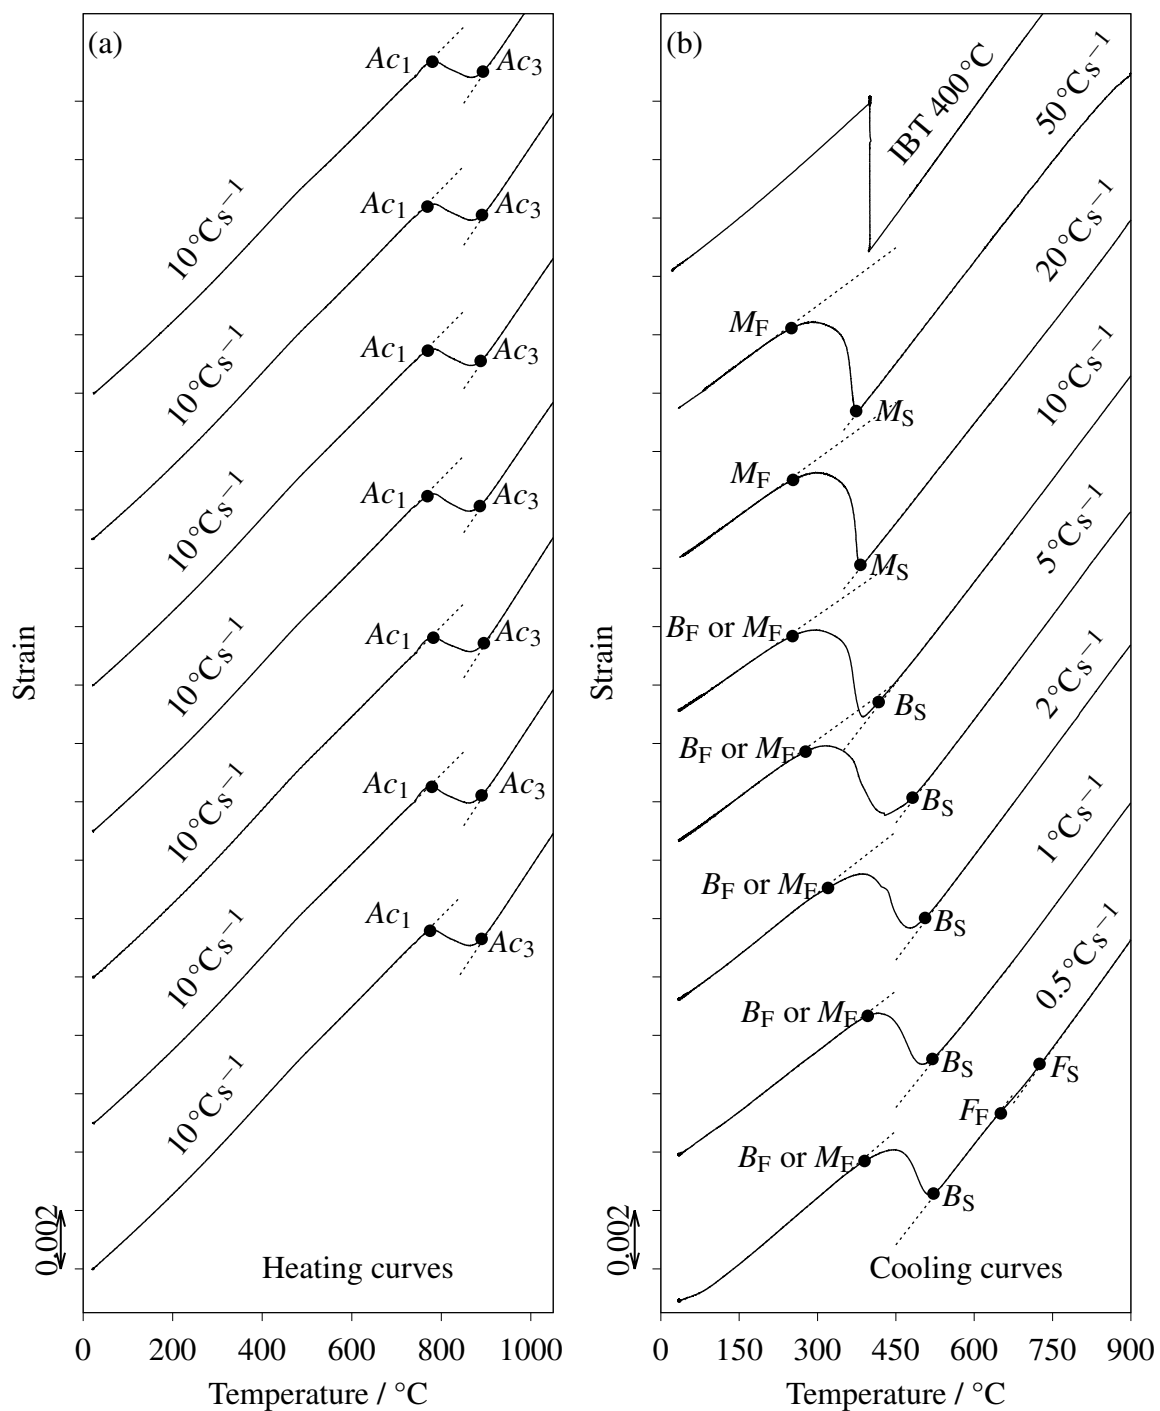 (a)
Ac1
Ac3
10°Cs−1
Ac1
Ac3
10°Cs−1
Ac1
Ac3
10°Cs−1
Ac1
Ac3
10°Cs−1
Ac1
Ac3
10°Cs−1
Ac1
Ac3
10°Cs−1
Ac1
Ac3
10°Cs−1
Strain
0.002
Heating curves
0 200 400 600 800 1000
Temperature / °C
(b)
IBT 400°C
50°Cs−1
20°Cs−1
MF
MS
10°Cs−1
MF
MS
5°Cs−1
BF or MF
BS
2°Cs−1
BF or MF
BS
1°Cs−1
BF or MF
BS
0.5°Cs−1
BF or MF
BS
FS
FF
BF or MF
BS
Strain
0.002
Cooling curves
0 150 300 450 600 750 900
Temperature / °C